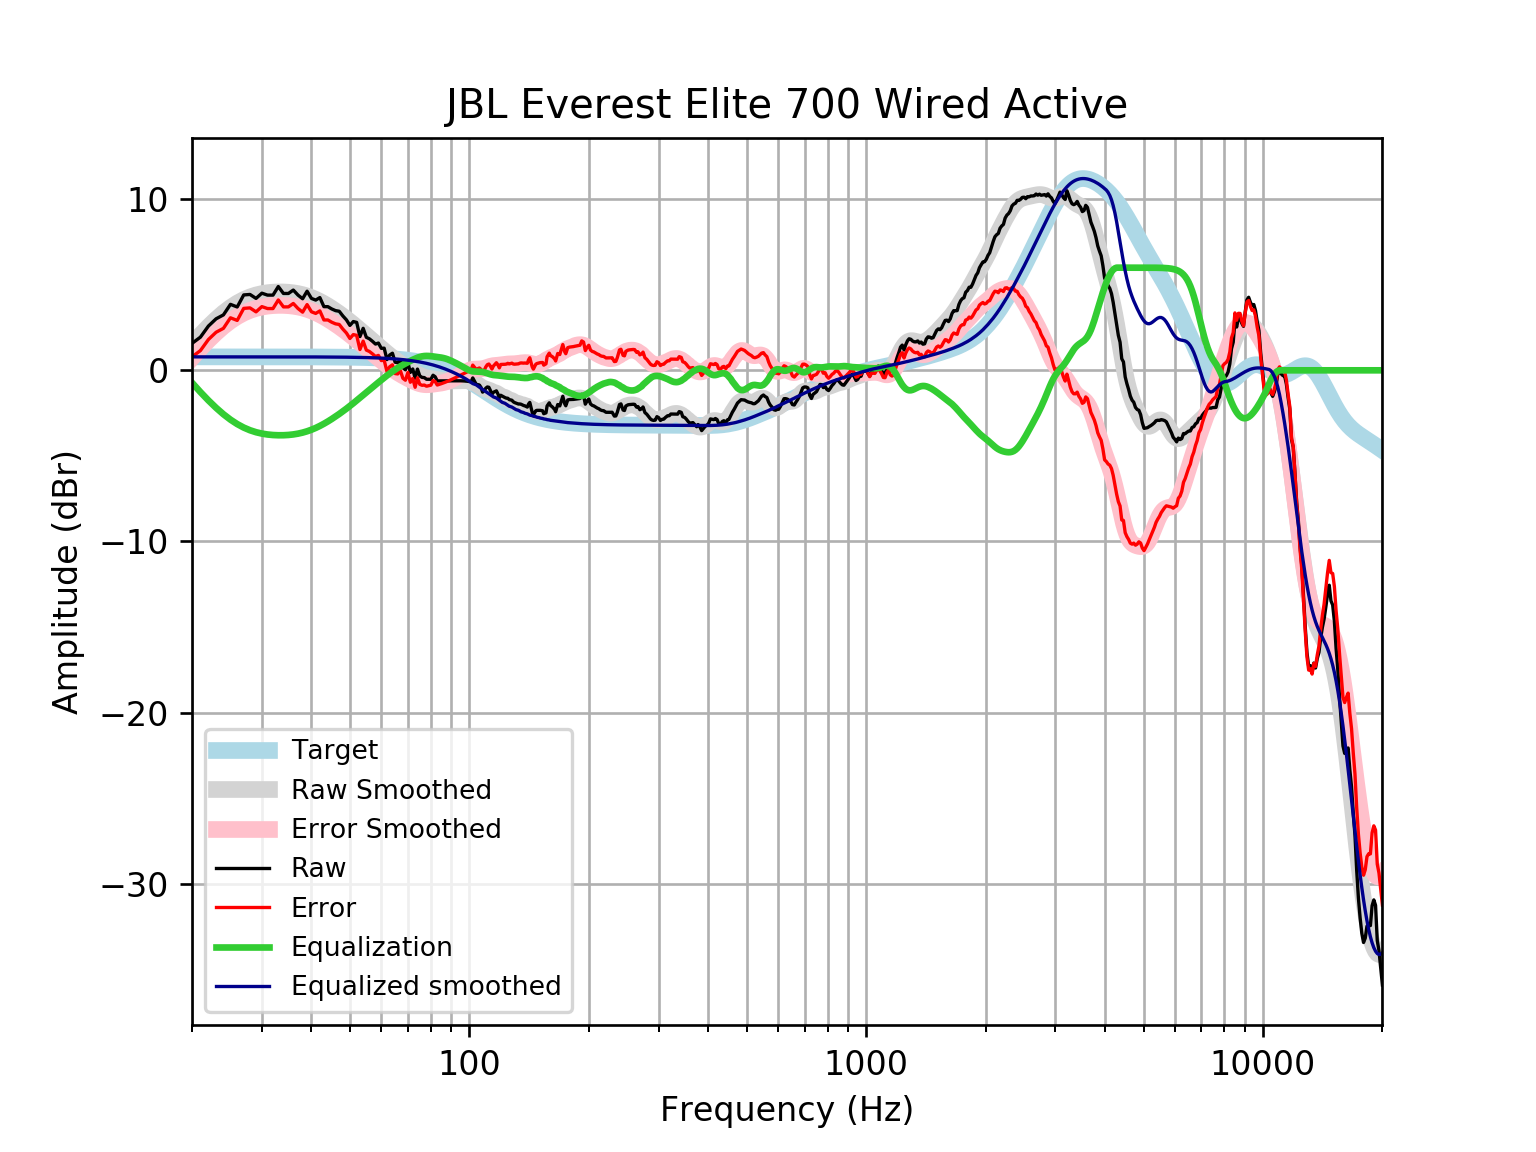 JBL Everest Elite 700 Wired Active
Amplitude (dBr)
10
0
−10
−20
−30
Target
Raw Smoothed
Error Smoothed
Raw
Error
Equalization
Equalized smoothed
100
1000
10000
Frequency (Hz)